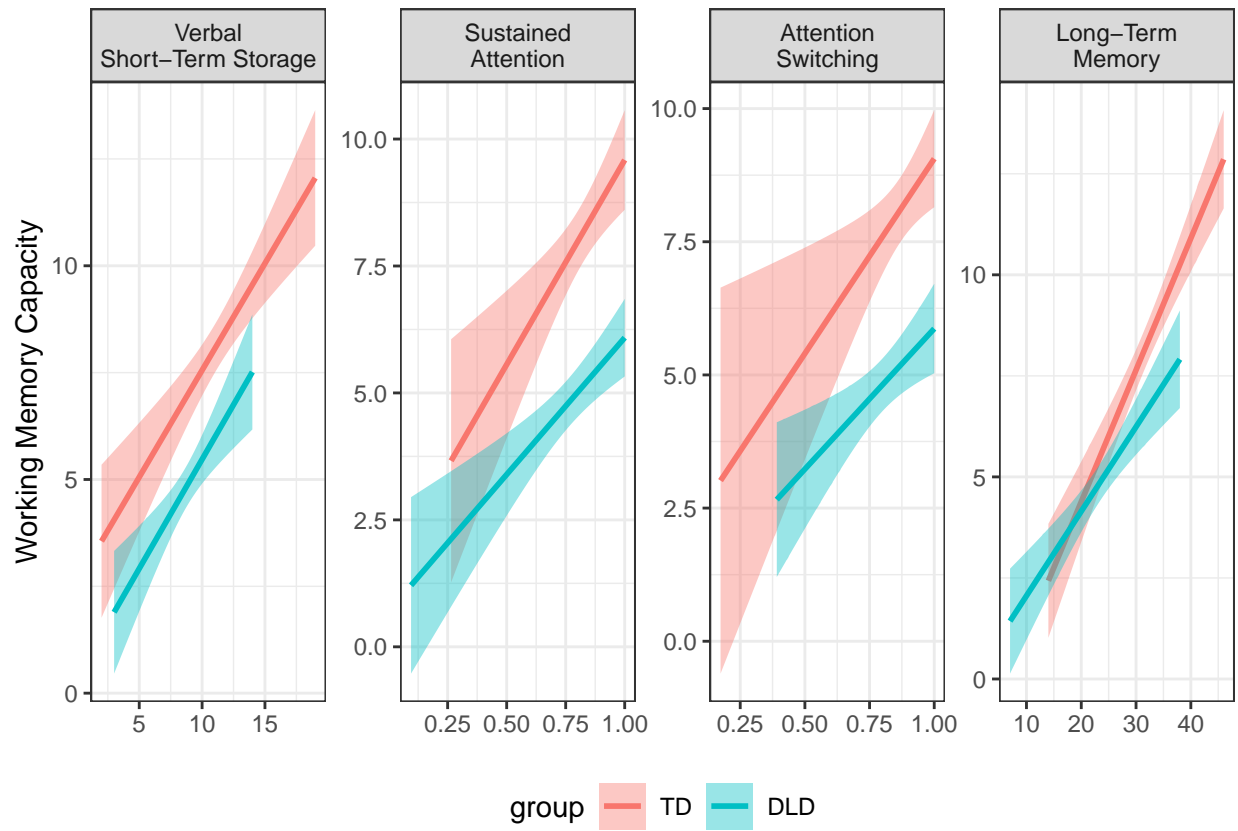 Verbal
Short−Term Storage
Sustained
Attention
Attention
Switching
Long−Term
Memory
Working Memory Capacity
10
5
0
5 10 15
10.0
7.5
5.0
2.5
0.0
0.25 0.50 0.75 1.00
10.0
7.5
5.0
2.5
0.0
0.25 0.50 0.75 1.00
10
5
0
10 20 30 40
group TD DLD